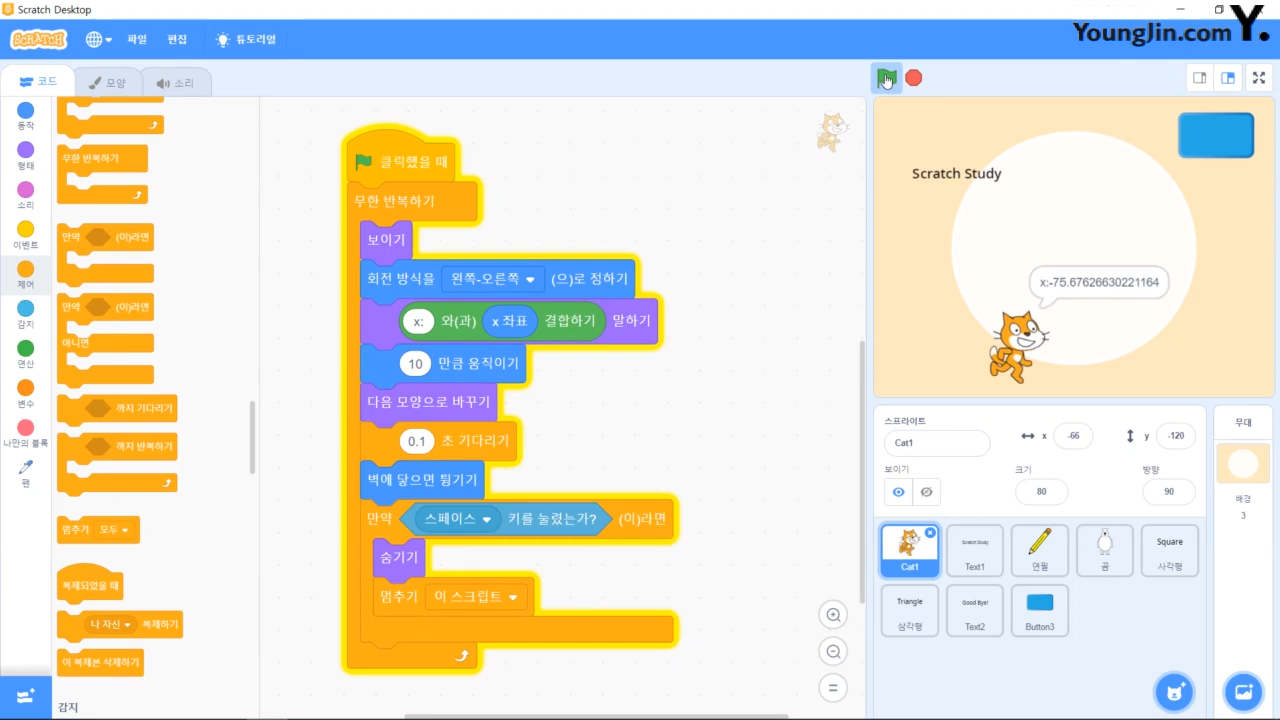 Scratch Desktop
YoungJin.com Y.
SCRATCH
파일
편집
튜토리얼
코드
모양
소리
동작
형태
소리
이벤트
제어
감지
연산
변수
나만의 블록
펜
무한 반복하기
만약 (이)라면
만약 (이)라면
아니면
까지 기다리기
까지 반복하기
멈추기 모두
복제되었을 때
나 자신 복제하기
이 복제본 삭제하기
감지
클릭했을 때
무한 반복하기
보이기
회전 방식을 왼쪽-오른쪽 (으)로 정하기
x: 와(과) x 좌표 결합하기 말하기
10 만큼 움직이기
다음 모양으로 바꾸기
0.1 초 기다리기
벽에 닿으면 튕기기
만약 스페이스 키를 눌렀는가? (이)라면
숨기기
멈추기 이 스크립트
Scratch Study
x:-75.67626630221164
스프라이트
Cat1
x -66
y -120
보이기
크기
80
방향
90
Cat1
Scratch Study
Text1
연필
곰
Square
사각형
Triangle
삼각형
Good Bye!
Text2
Button3
무대
배경
3